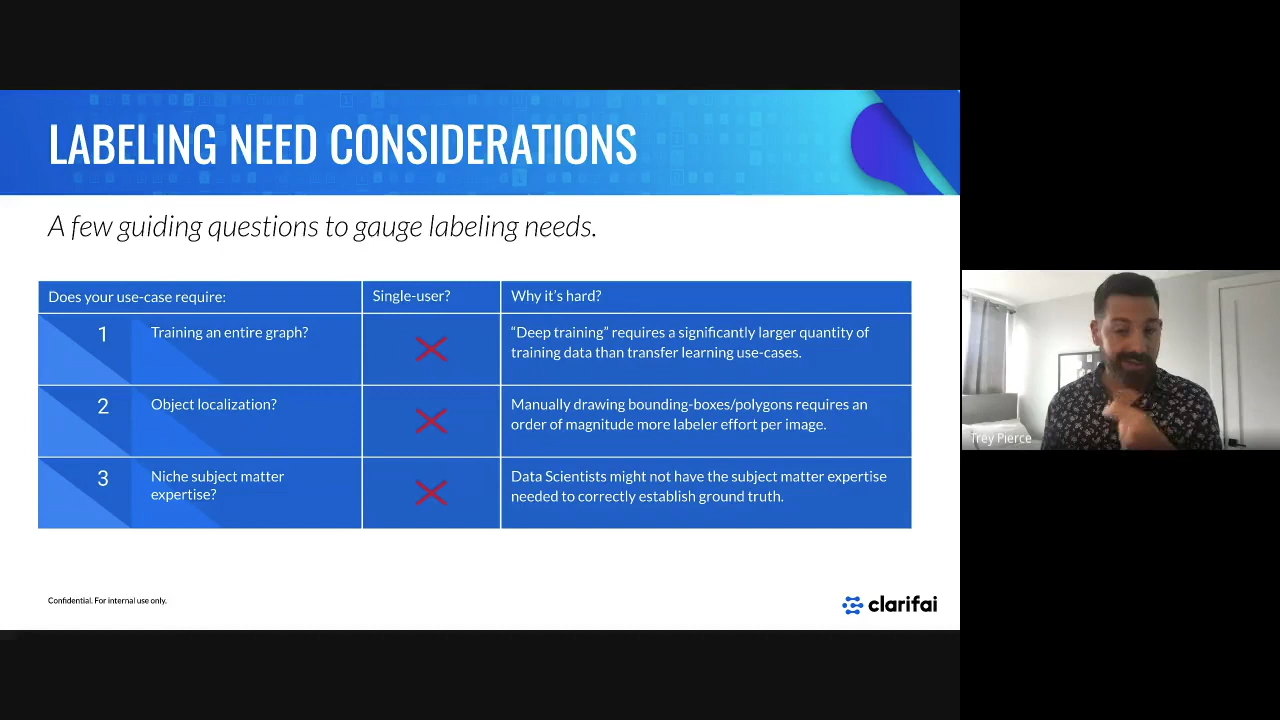 LABELING NEED CONSIDERATIONS
A few guiding questions to gauge labeling needs.
Does your use-case require:
Single-user?
Why it's hard?
1
Training an entire graph?
“Deep training” requires a significantly larger quantity of
training data than transfer learning use-cases.
2
Object localization?
Manually drawing bounding-boxes/polygons requires an
order of magnitude more labeler effort per image.
3
Niche subject matter
expertise?
Data Scientists might not have the subject matter expertise
needed to correctly establish ground truth.
Confidential. For internal use only.
clarifai
Trey Pierce